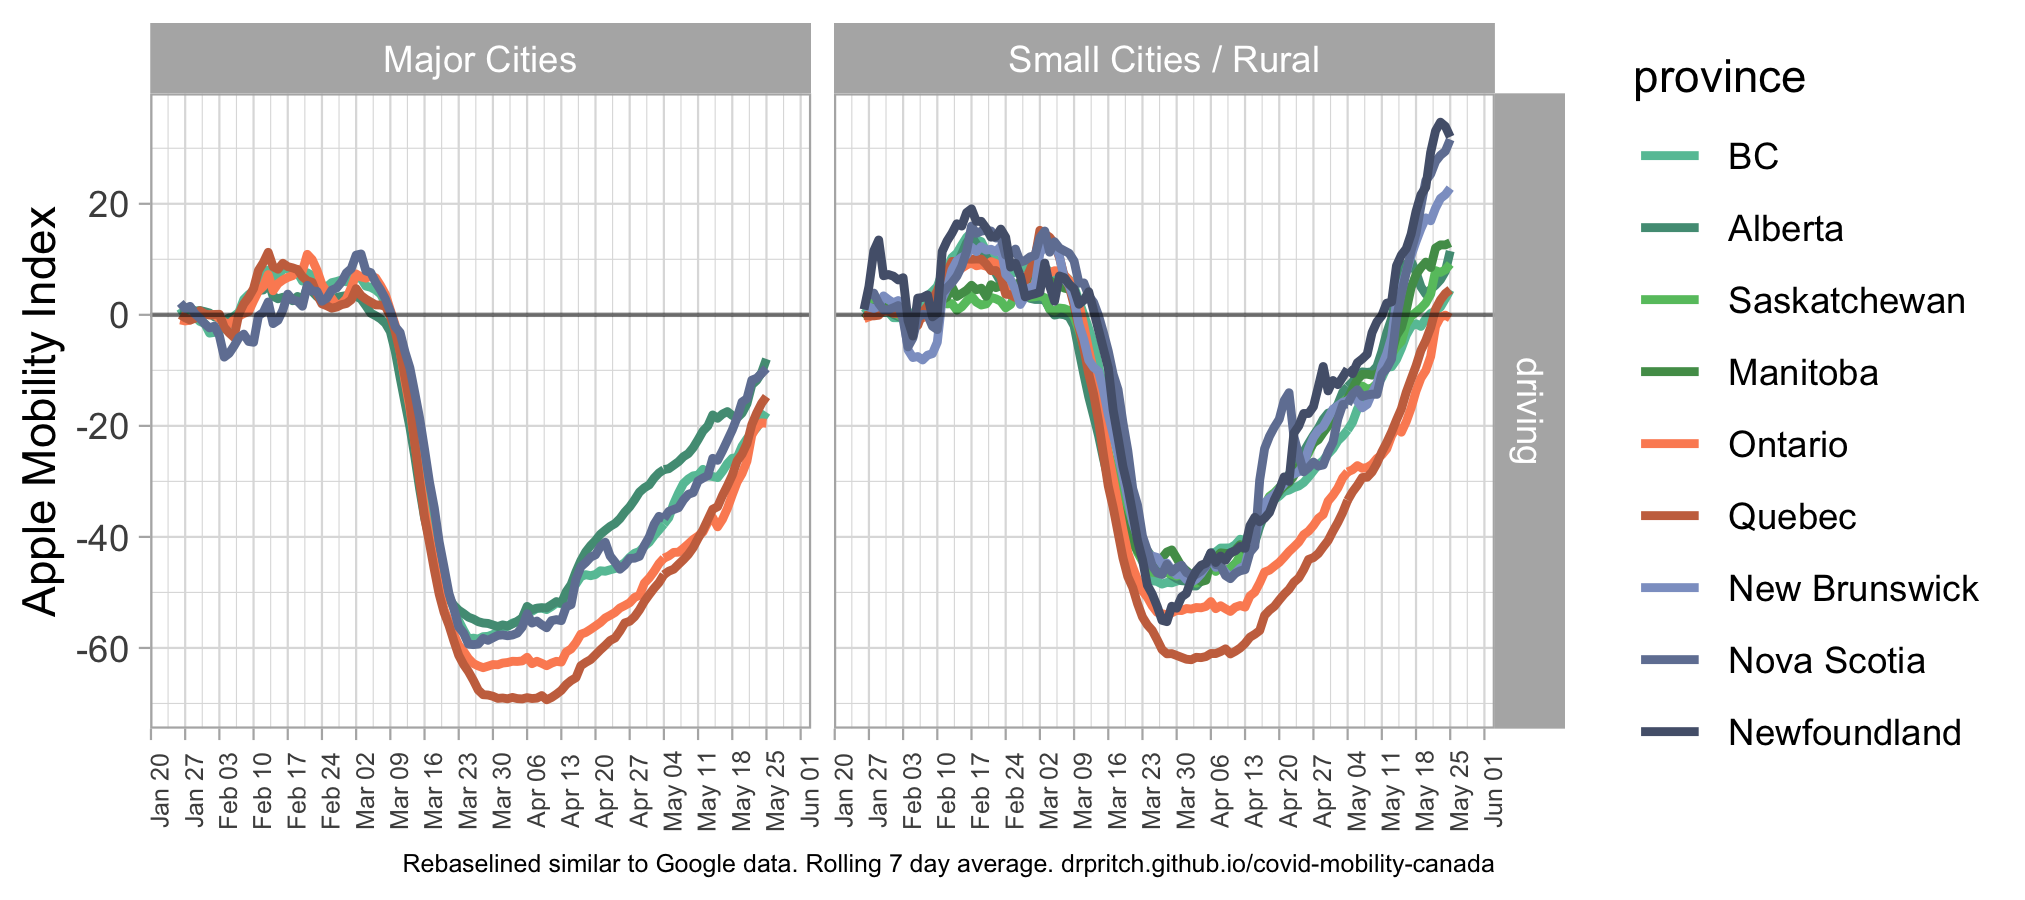 Major Cities
Small Cities / Rural
province
BC
Alberta
Saskatchewan
Manitoba
Ontario
Quebec
New Brunswick
Nova Scotia
Newfoundland
driving
Apple Mobility Index
20
0
-20
-40
-60
Jan 20
Jan 27
Feb 03
Feb 10
Feb 17
Feb 24
Mar 02
Mar 09
Mar 16
Mar 23
Mar 30
Apr 06
Apr 13
Apr 20
Apr 27
May 04
May 11
May 18
May 25
Jun 01
Jan 20
Jan 27
Feb 03
Feb 10
Feb 17
Feb 24
Mar 02
Mar 09
Mar 16
Mar 23
Mar 30
Apr 06
Apr 13
Apr 20
Apr 27
May 04
May 11
May 18
May 25
Jun 01
Rebaselined similar to Google data. Rolling 7 day average. drpritch.github.io/covid-mobility-canada